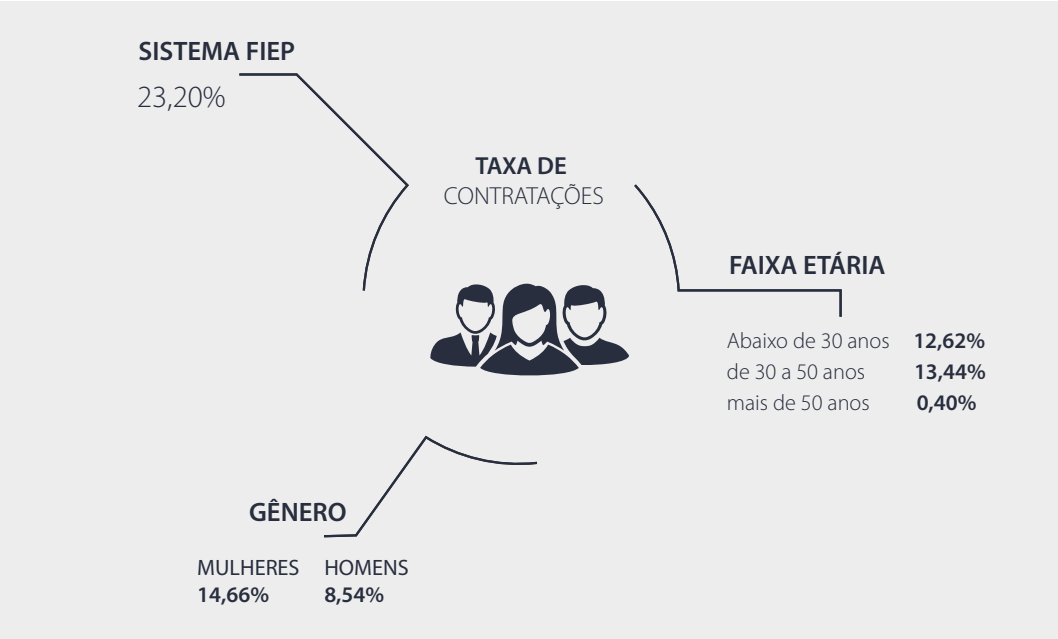 SISTEMA FIEP
23,20%
TAXA DE
CONTRATAÇÕES
FAIXA ETÁRIA
Abaixo de 30 anos 12,62%
de 30 a 50 anos 13,44%
mais de 50 anos 0,40%
GÊNERO
MULHERES HOMENS
14,66% 8,54%